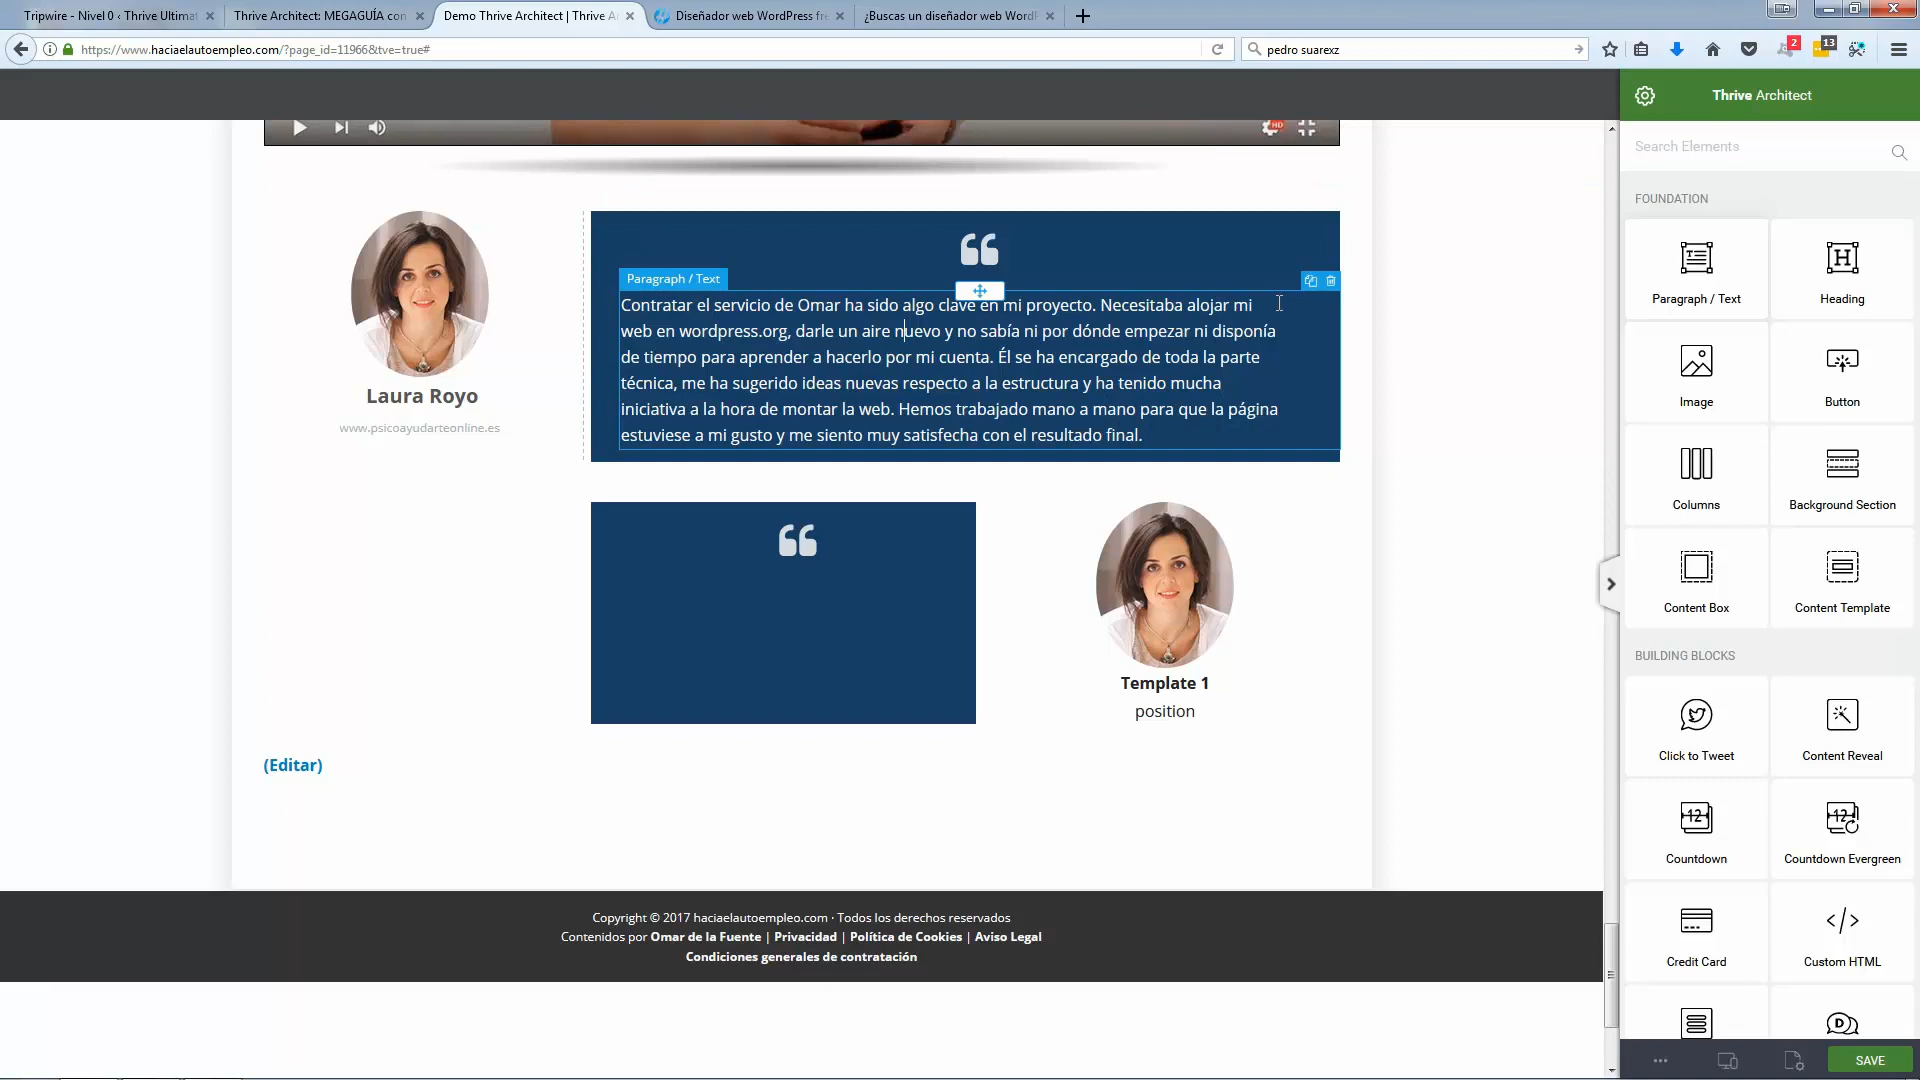 Tripwire - Nivel 0 ‹ Thrive Ultimat
Thrive Architect: MEGAGUÍA con
Demo Thrive Architect | Thrive A
Diseñador web WordPress fre
¿Buscas un diseñador web WordP
https://www.haciaelautoempleo.com/?page_id=11966&tve=true#
pedro suarexz
2
13
Thrive Architect
Search Elements
FOUNDATION
Paragraph / Text
Heading
Image
Button
Columns
Background Section
Content Box
Content Template
BUILDING BLOCKS
Click to Tweet
Content Reveal
Countdown
Countdown Evergreen
Credit Card
Custom HTML
SAVE
HD
Laura Royo
www.psicoayudarteonline.es
Paragraph / Text
Contratar el servicio de Omar ha sido algo clave en mi proyecto. Necesitaba alojar mi
web en wordpress.org, darle un aire nuevo y no sabía ni por dónde empezar ni disponía
de tiempo para aprender a hacerlo por mi cuenta. Él se ha encargado de toda la parte
técnica, me ha sugerido ideas nuevas respecto a la estructura y ha tenido mucha
iniciativa a la hora de montar la web. Hemos trabajado mano a mano para que la página
estuviese a mi gusto y me siento muy satisfecha con el resultado final.
Template 1
position
(Editar)
Copyright © 2017 haciaelautoempleo.com · Todos los derechos reservados
Contenidos por Omar de la Fuente | Privacidad | Política de Cookies | Aviso Legal
Condiciones generales de contratación